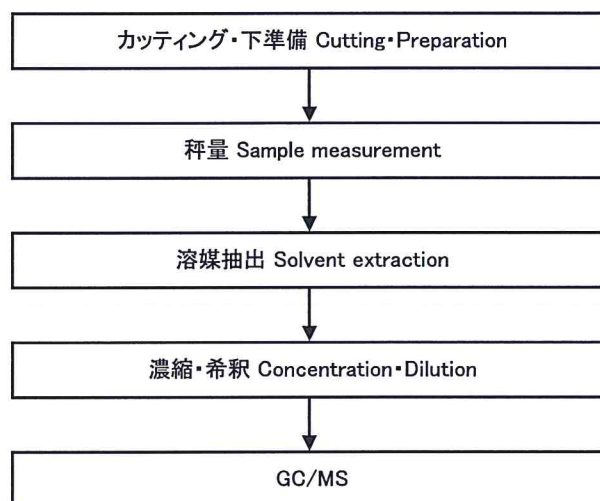 カッティング・下準備 Cutting・Preparation
秤量 Sample measurement
溶媒抽出 Solvent extraction
濃縮・希釈 Concentration・Dilution
GC/MS